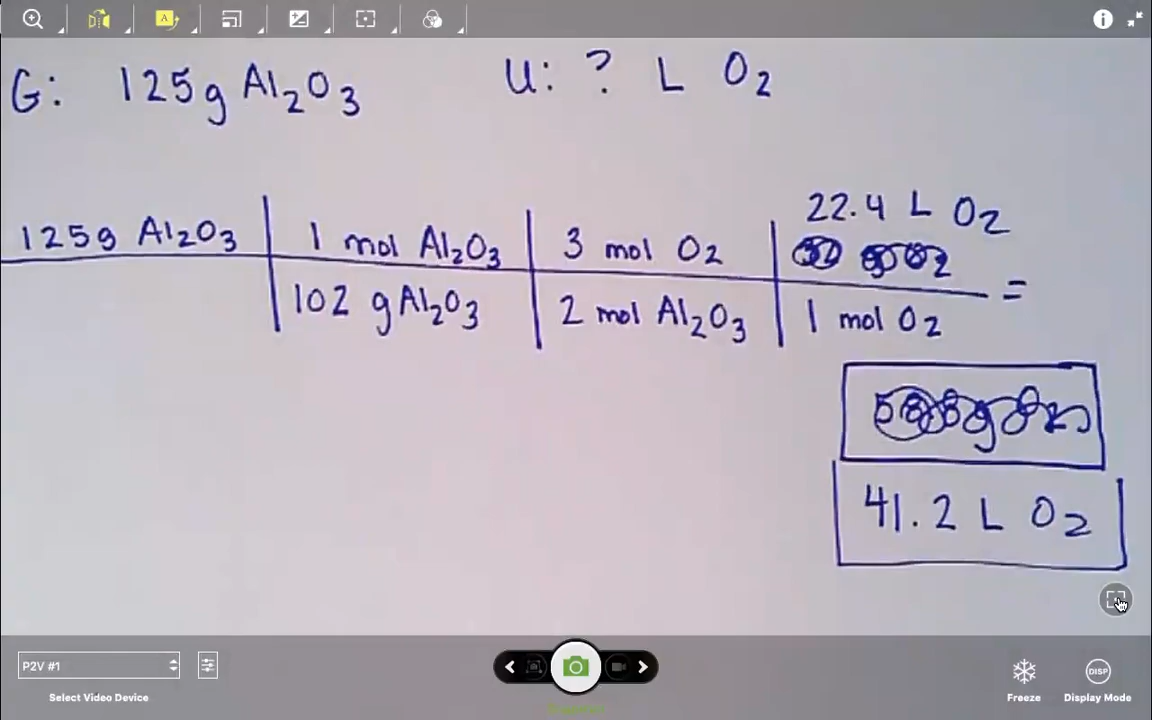 A
i
G: 125g Al2O3 U: ? L O2
22.4 L O2
125g Al2O3 1 mol Al2O3 3 mol O2
=
102 g Al2O3 2 mol Al2O3 1 mol O2
41.2 L O2
P2V #1
Select Video Device
DISP
Freeze Display Mode